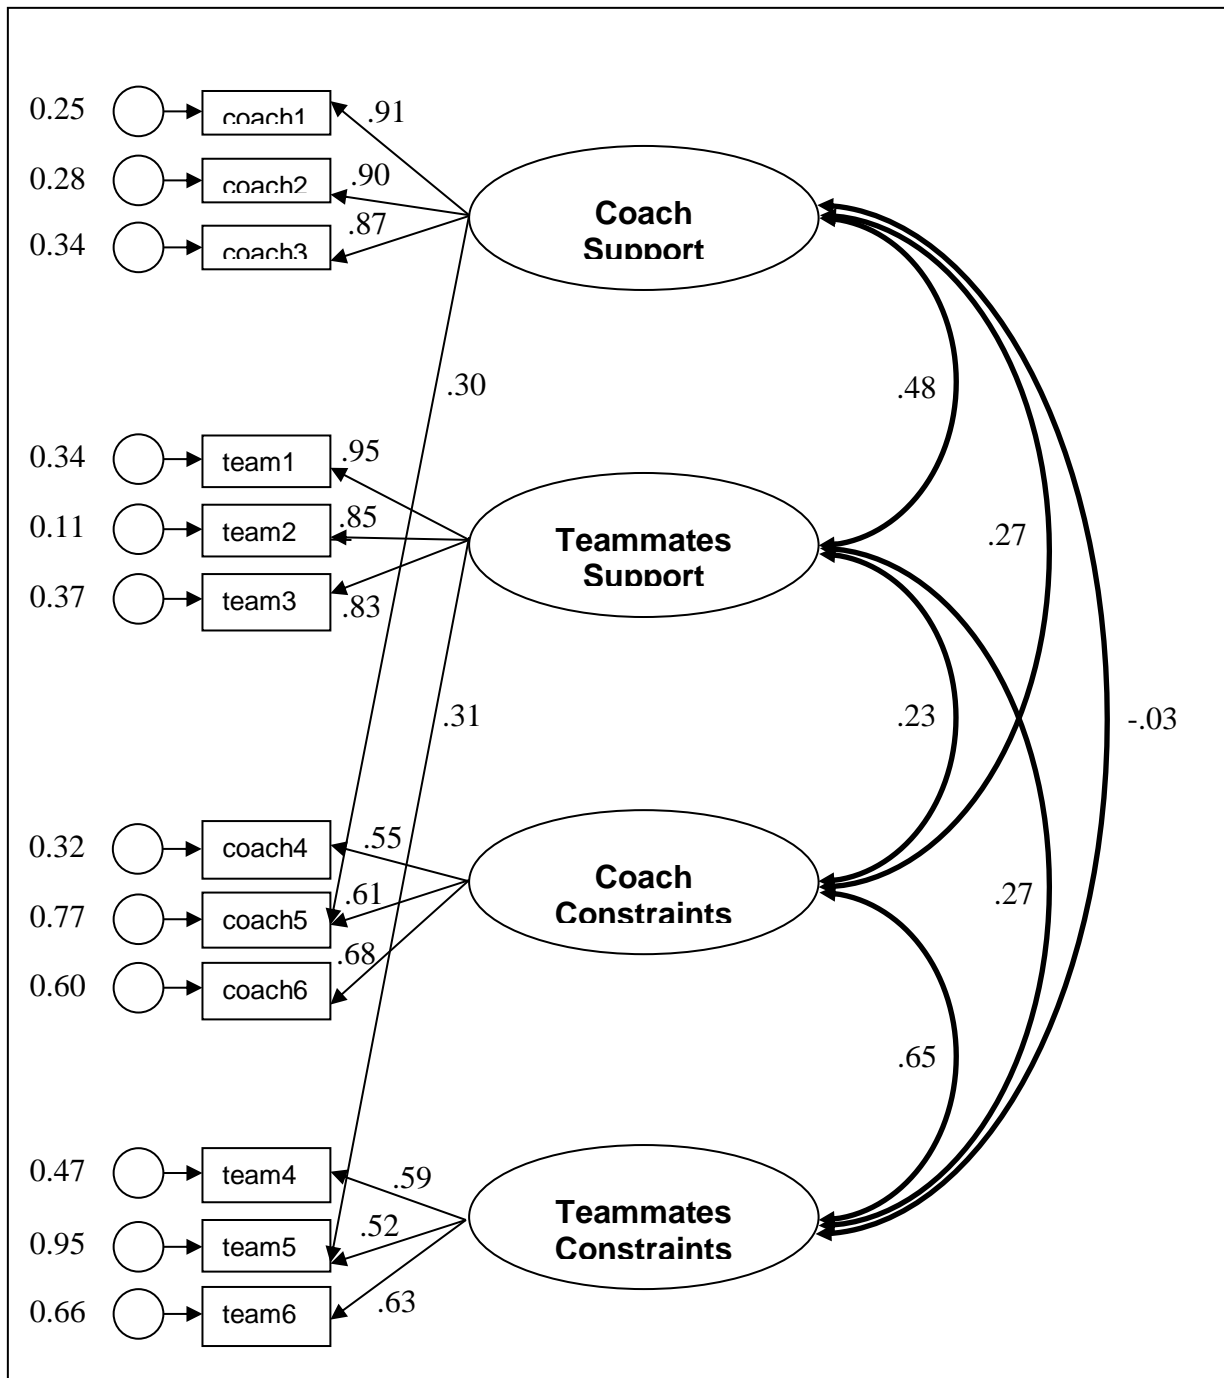 0.25 coach1 .91
0.28 coach2 .90
0.34 coach3 .87
Coach
Support
.30
.48
0.34 team1 .95
0.11 team2 .85
0.37 team3 .83
Teammates
Support
.27
.31
.23
-.03
0.32 coach4 .55
0.77 coach5 .61
0.60 coach6 .68
Coach
Constraints
.27
.65
0.47 team4 .59
0.95 team5 .52
0.66 team6 .63
Teammates
Constraints